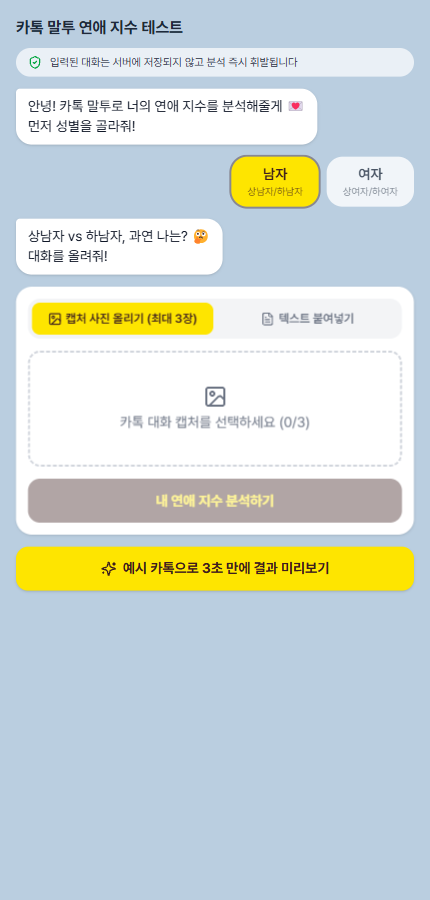 카톡 말투 연애 지수 테스트
입력된 대화는 서버에 저장되지 않고 분석 즉시 휘발됩니다
안녕! 카톡 말투로 너의 연애 지수를 분석해줄게 💌
먼저 성별을 골라줘!
남자
상남자/하남자
여자
상여자/하여자
상남자 vs 하남자, 과연 나는? 🤔
대화를 올려줘!
캡처 사진 올리기 (최대 3장)
텍스트 붙여넣기
카톡 대화 캡처를 선택하세요 (0/3)
내 연애 지수 분석하기
예시 카톡으로 3초 만에 결과 미리보기